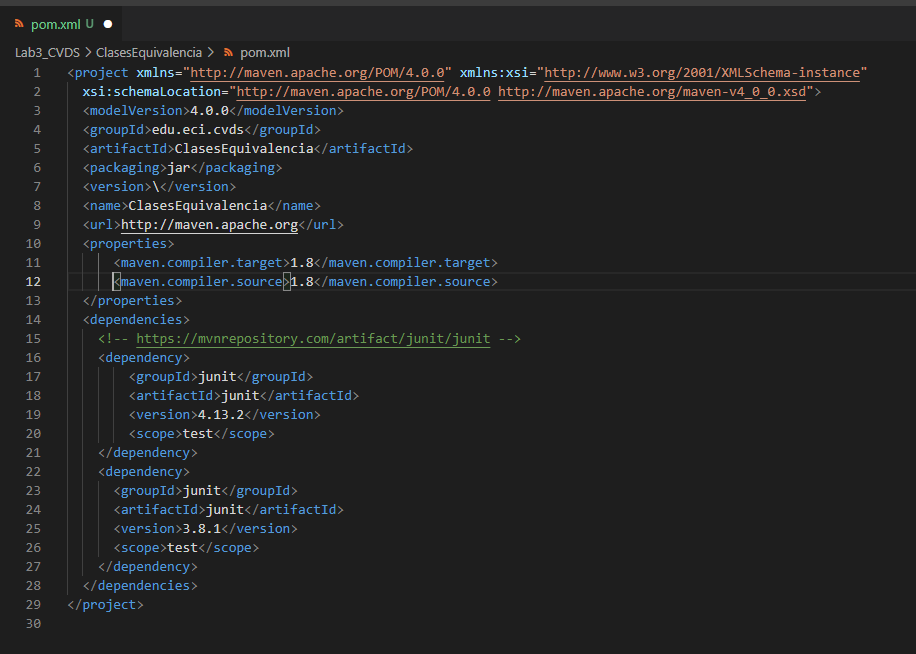 pom.xml U
Lab3_CVDS > ClasesEquivalencia > pom.xml
1 <project xmlns="http://maven.apache.org/POM/4.0.0" xmlns:xsi="http://www.w3.org/2001/XMLSchema-instance"
2 xsi:schemaLocation="http://maven.apache.org/POM/4.0.0 http://maven.apache.org/maven-v4_0_0.xsd">
3 <modelVersion>4.0.0</modelVersion>
4 <groupId>edu.eci.cvds</groupId>
5 <artifactId>ClasesEquivalencia</artifactId>
6 <packaging>jar</packaging>
7 <version>\</version>
8 <name>ClasesEquivalencia</name>
9 <url>http://maven.apache.org</url>
10 <properties>
11 <maven.compiler.target>1.8</maven.compiler.target>
12 <maven.compiler.source>1.8</maven.compiler.source>
13 </properties>
14 <dependencies>
15 <!-- https://mvnrepository.com/artifact/junit/junit -->
16 <dependency>
17 <groupId>junit</groupId>
18 <artifactId>junit</artifactId>
19 <version>4.13.2</version>
20 <scope>test</scope>
21 </dependency>
22 <dependency>
23 <groupId>junit</groupId>
24 <artifactId>junit</artifactId>
25 <version>3.8.1</version>
26 <scope>test</scope>
27 </dependency>
28 </dependencies>
29 </project>
30